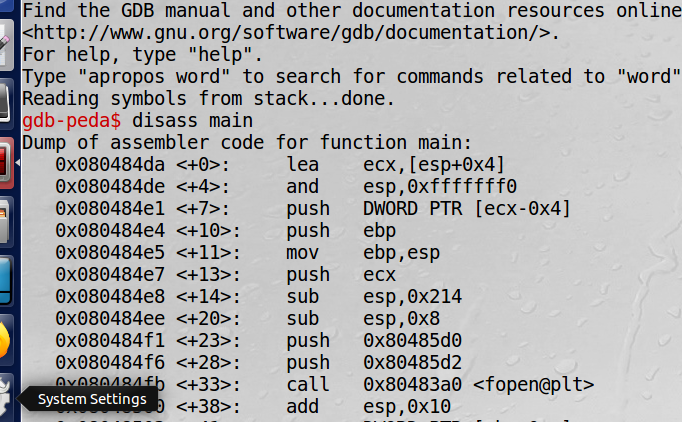 Find the GDB manual and other documentation resources online
<http://www.gnu.org/software/gdb/documentation/>.
For help, type "help".
Type "apropos word" to search for commands related to "word"
Reading symbols from stack...done.
gdb-peda$ disass main
Dump of assembler code for function main:
0x080484da <+0>: lea ecx,[esp+0x4]
0x080484de <+4>: and esp,0xfffffff0
0x080484e1 <+7>: push DWORD PTR [ecx-0x4]
0x080484e4 <+10>: push ebp
0x080484e5 <+11>: mov ebp,esp
0x080484e7 <+13>: push ecx
0x080484e8 <+14>: sub esp,0x214
0x080484ee <+20>: sub esp,0x8
0x080484f1 <+23>: push 0x80485d0
0x080484f6 <+28>: push 0x80485d2
0x080484fb <+33>: call 0x80483a0 <fopen@plt>
System Settings
<+38>: add esp,0x10